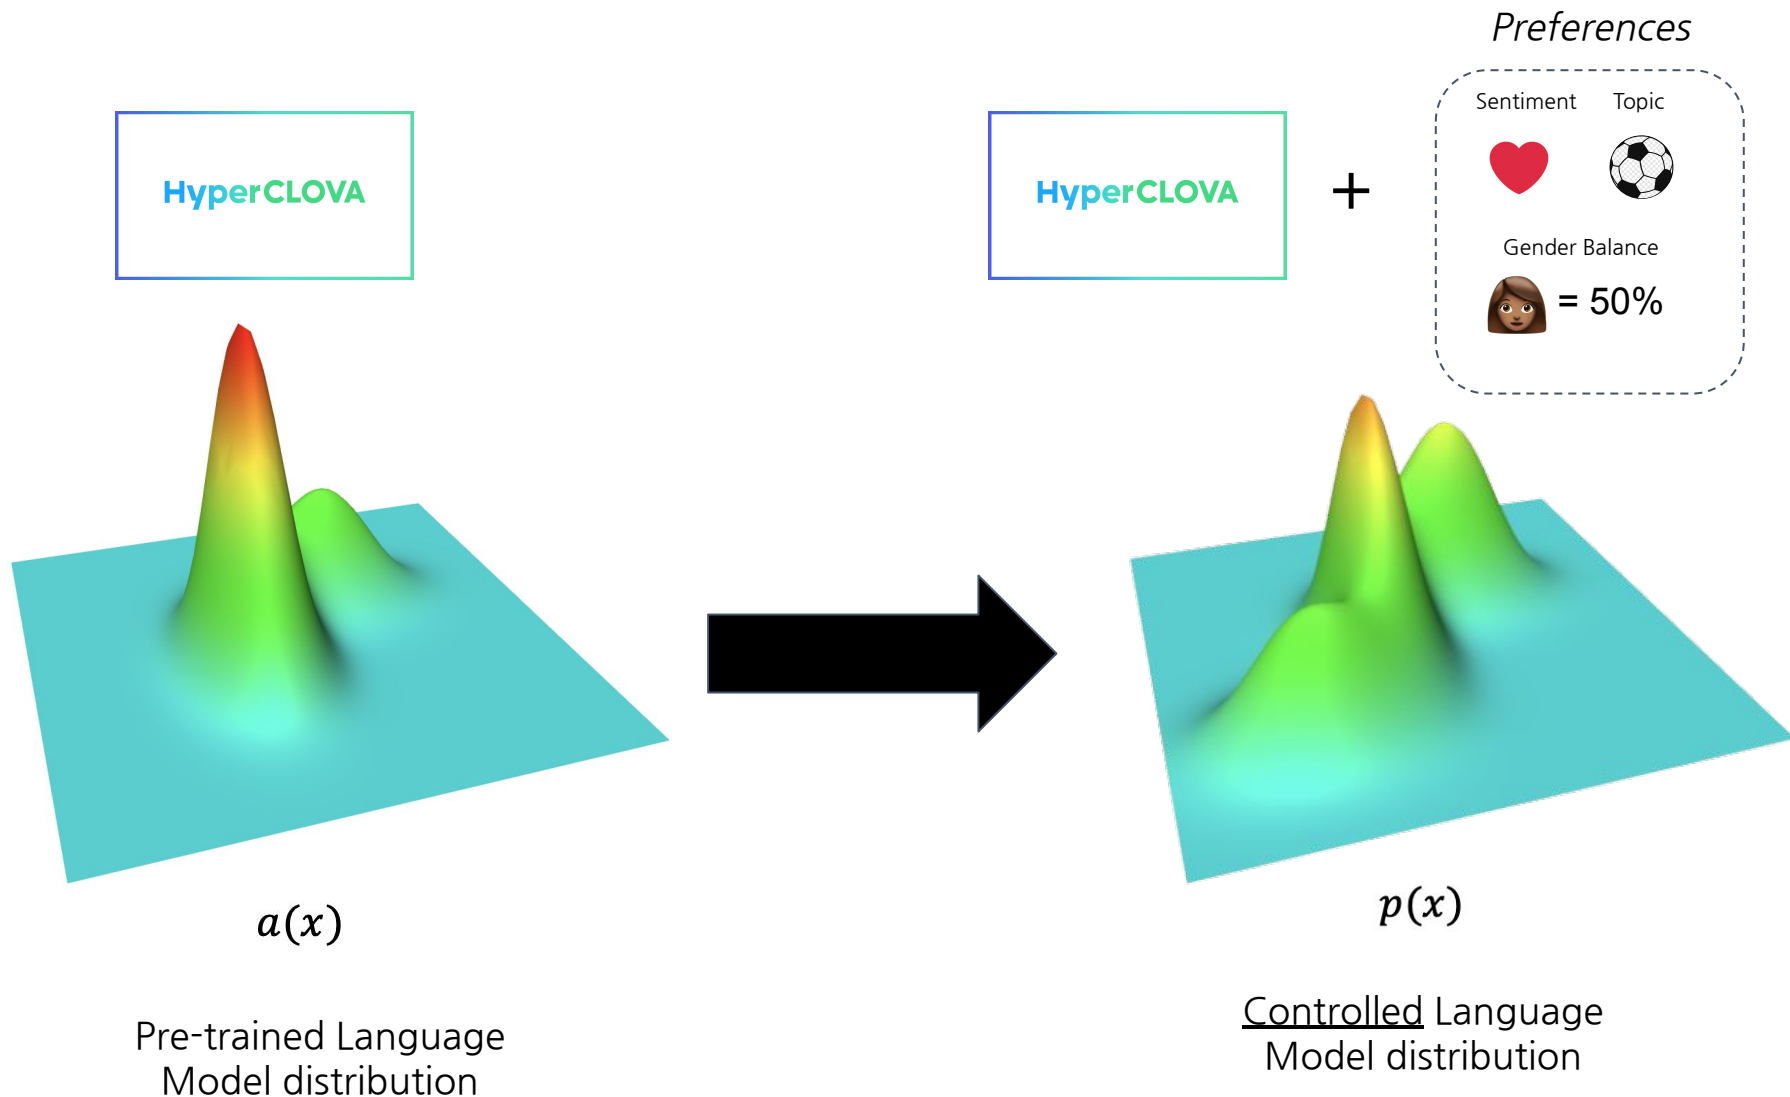 Preferences
Sentiment Topic
HyperCLOVA
HyperCLOVA
+
Gender Balance
= 50%
a(x)
p(x)
Controlled Language
Model distribution
Pre-trained Language
Model distribution